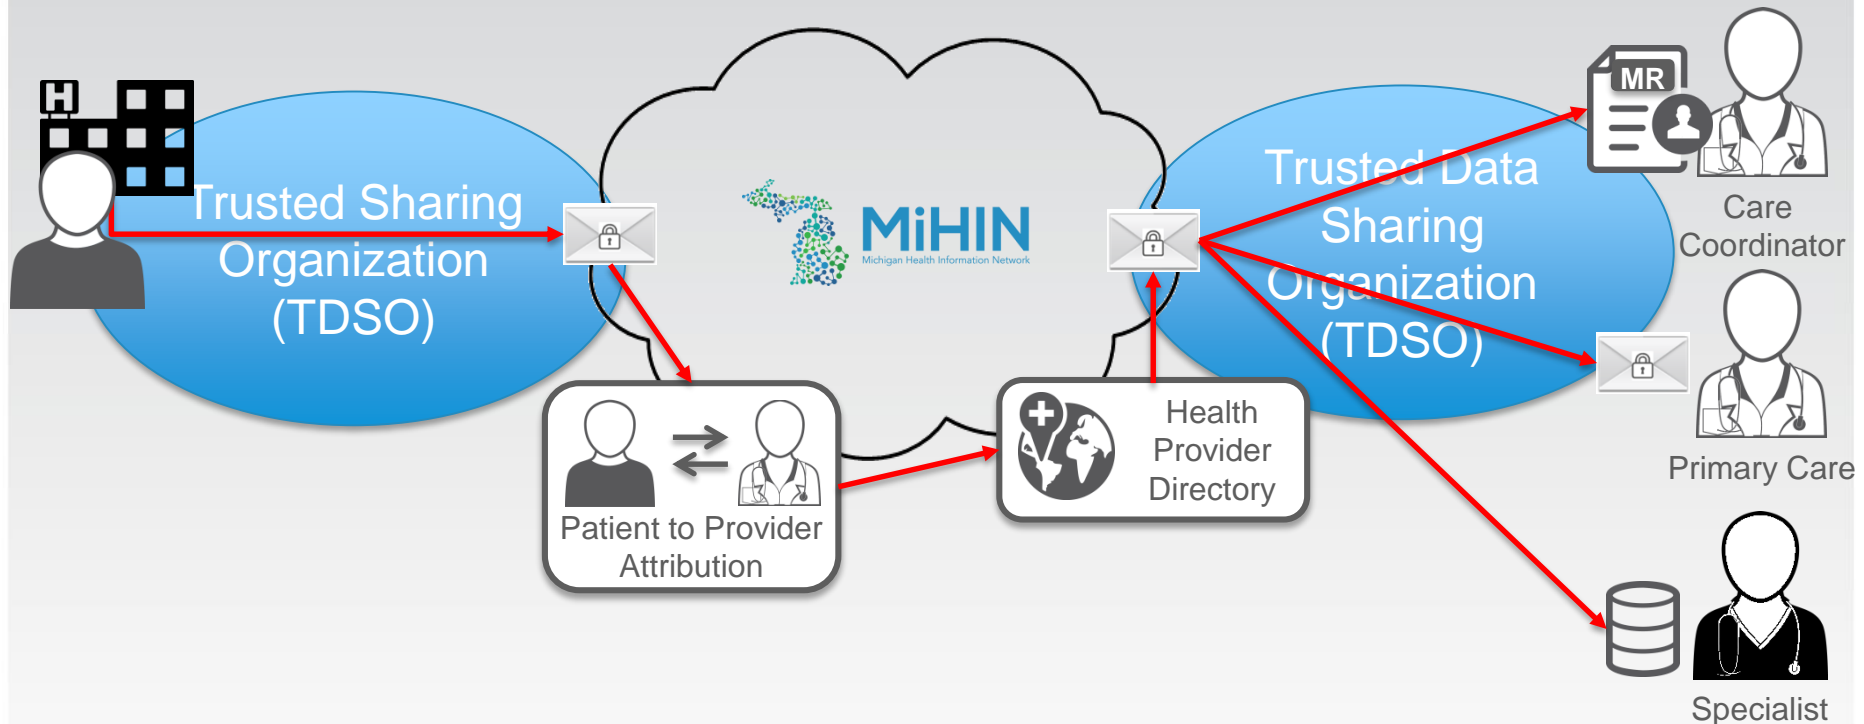 H
Trusted Sharing
Organization
(TDSO)
MiHIN
Michigan Health Information Network
Trusted Data
Sharing
Organization
(TDSO)
MR
Care
Coordinator
Primary Care
Specialist
Patient to Provider
Attribution
Health
Provider
Directory